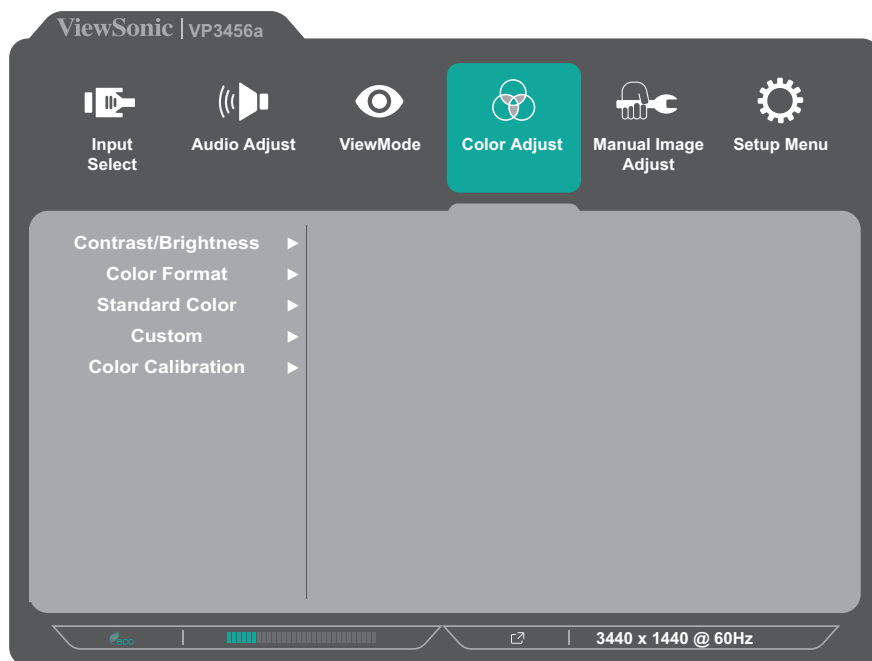 ViewSonic | VP3456a
Input
Select
Audio Adjust
ViewMode
Color Adjust
Manual Image
Adjust
Setup Menu
Contrast/Brightness
Color Format
Standard Color
Custom
Color Calibration
eco
3440 x 1440 @ 60Hz